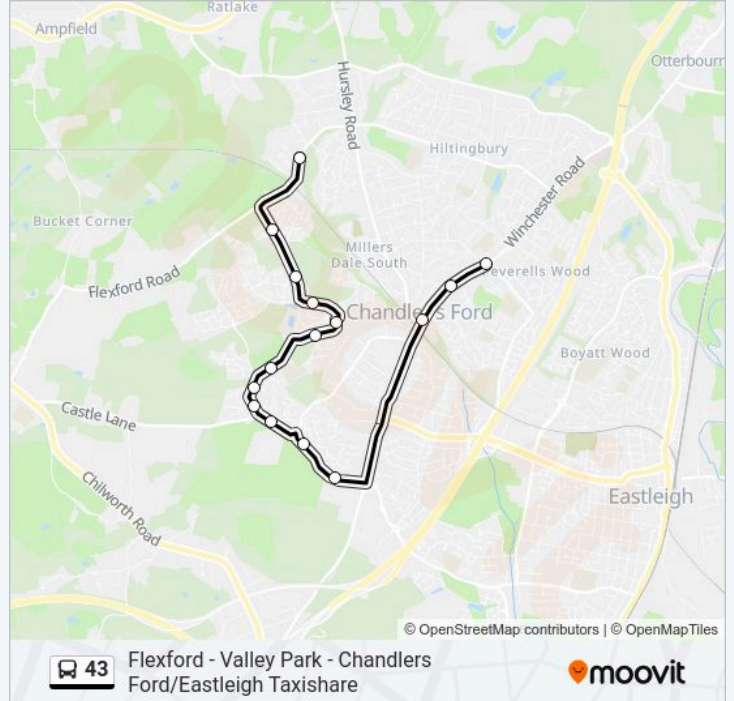 Ratlake
Ampfield
Otterbourn
Hursley Road
Hiltingbury
Winchester Road
Bucket Corner
Millers
Dale South
Peverells Wood
Flexford Road
Chandlers Ford
Boyatt Wood
Castle Lane
Chilworth Road
Eastleigh
© OpenStreetMap contributors | © OpenMapTiles
43
Flexford - Valley Park - Chandlers
Ford/Eastleigh Taxishare
moovit